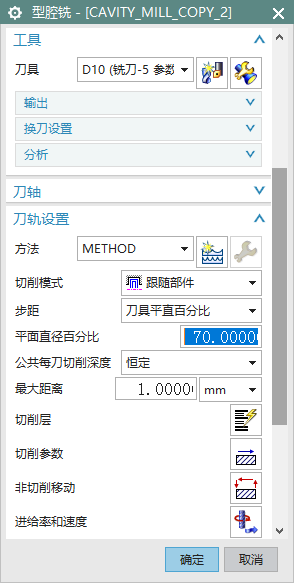 型腔铣 - [CAVITY_MILL_COPY_2]
工具
刀具 D10 (铣刀-5 参数
输出
换刀设置
分析
刀轴
刀轨设置
方法 METHOD
切削模式 跟随部件
步距 刀具平直百分比
平面直径百分比 70.0000
公共每刀切削深度 恒定
最大距离 1.0000 mm
切削层
切削参数
非切削移动
进给率和速度
确定 取消